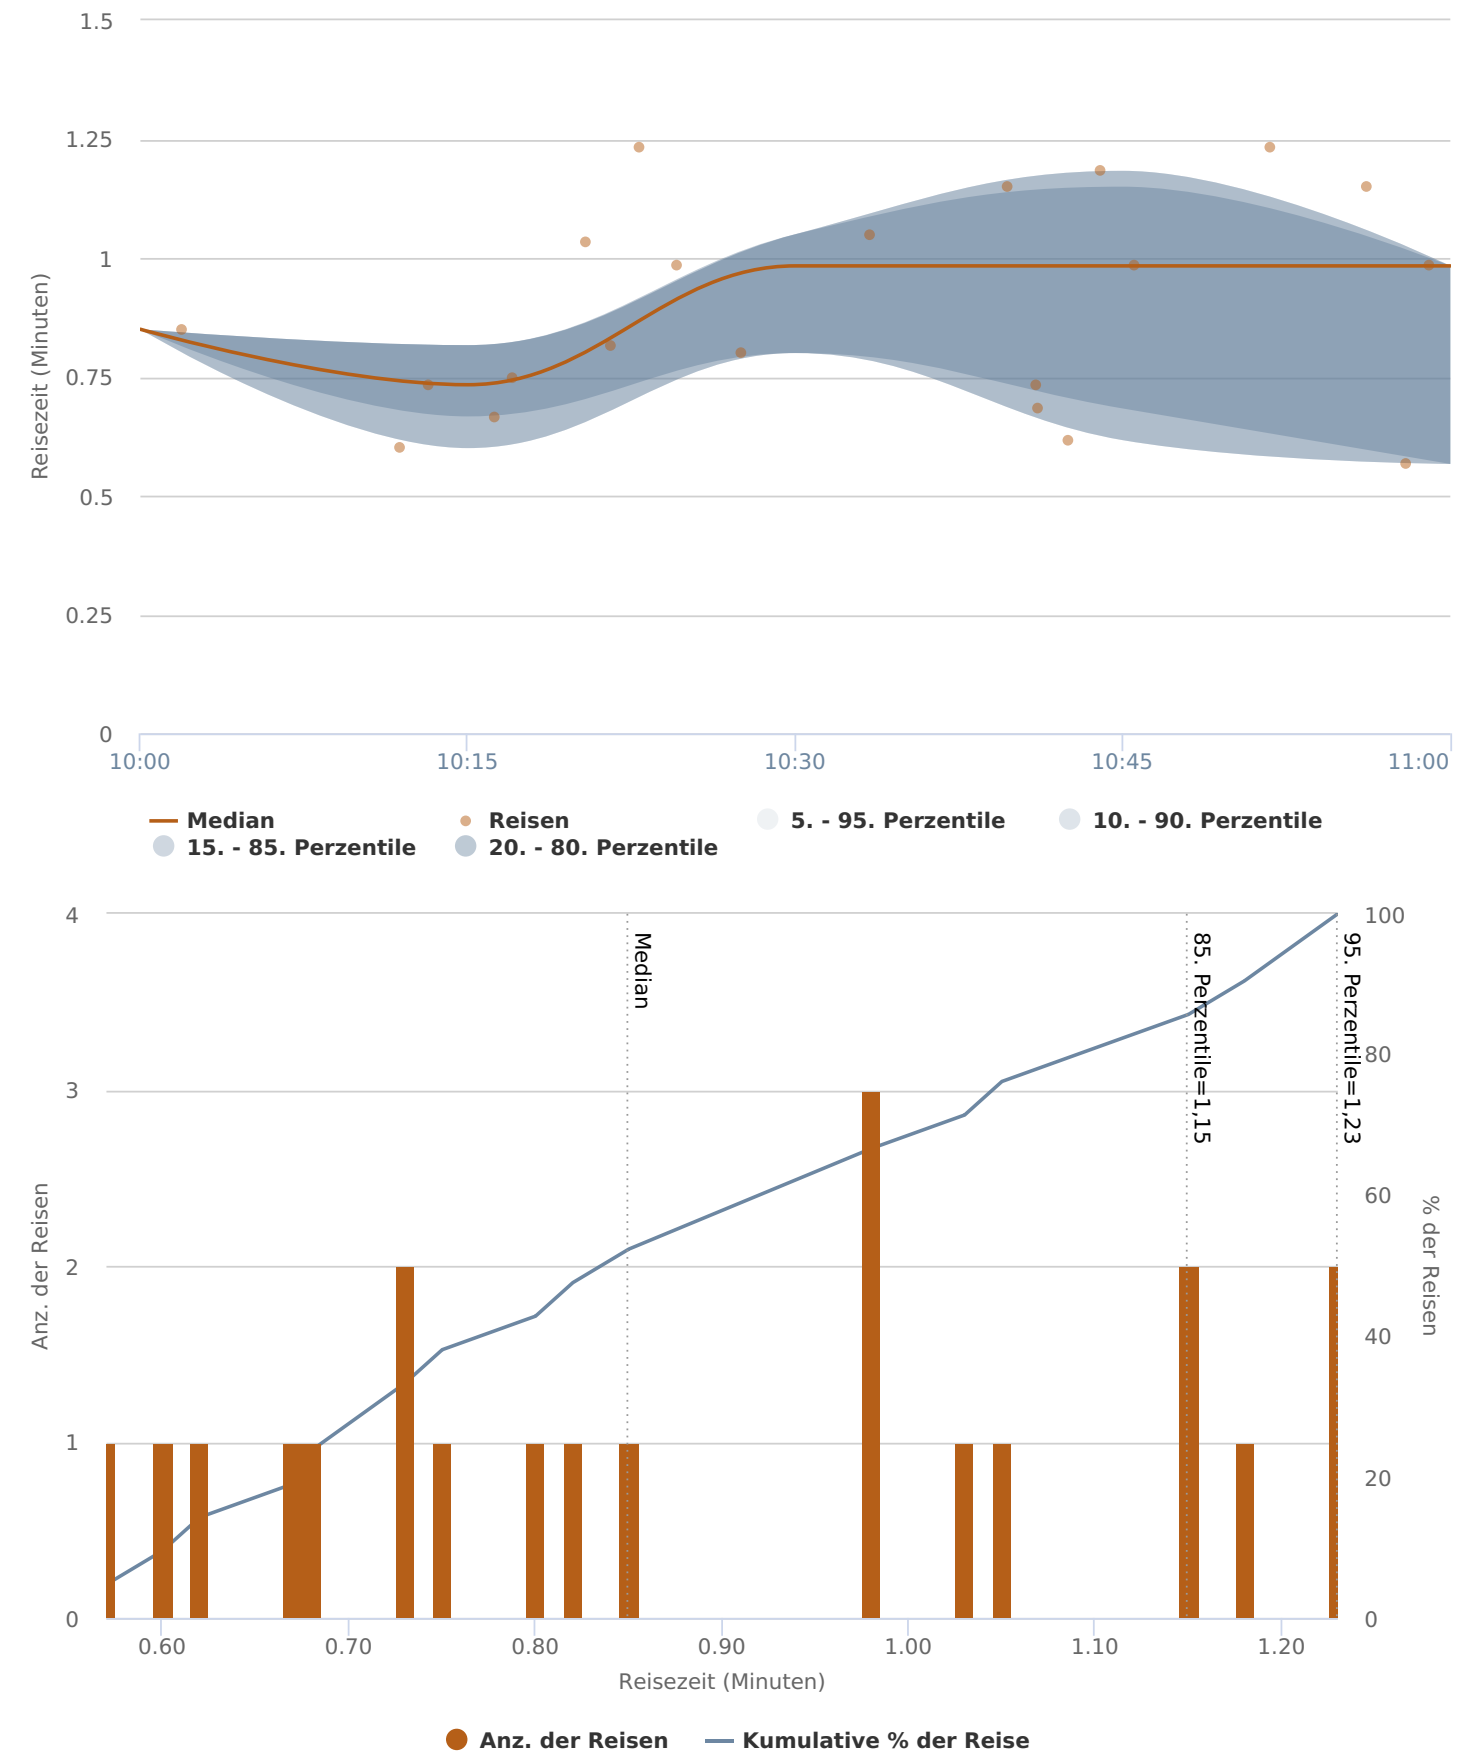 1.5
1.25
1
0.75
0.5
0.25
0
Reisezeit (Minuten)
10:00 10:15 10:30 10:45 11:00
Median Reisen 5. - 95. Perzentile 10. - 90. Perzentile
15. - 85. Perzentile 20. - 80. Perzentile
4
3
2
1
0
Anz. der Reisen
Median
85. Perzentile=1,15
95. Perzentile=1,23
100
80
60
40
20
0
% der Reisen
0.60 0.70 0.80 0.90 1.00 1.10 1.20
Reisezeit (Minuten)
Anz. der Reisen Kumulative % der Reise